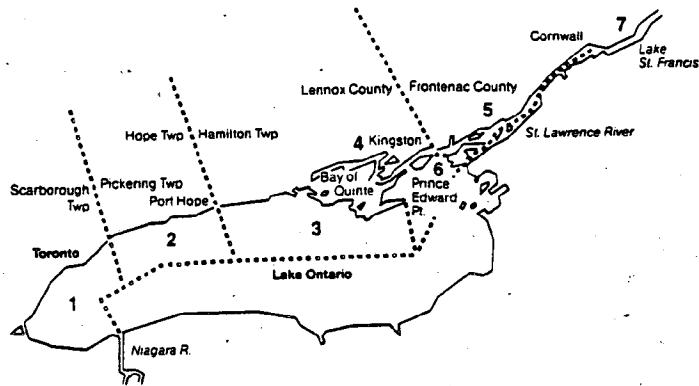 7
Cornwall
Lake
St. Francis
Lennox County
Frontenac County
5
Hope Twp
Hamilton Twp
4
Kingston
St. Lawrence River
Scarborough
Twp
Pickering Twp
Port Hope
Bay of
Quinte
6
Prince
Edward
Pt.
2
3
Toronto
Lake Ontario
1
Niagara R.